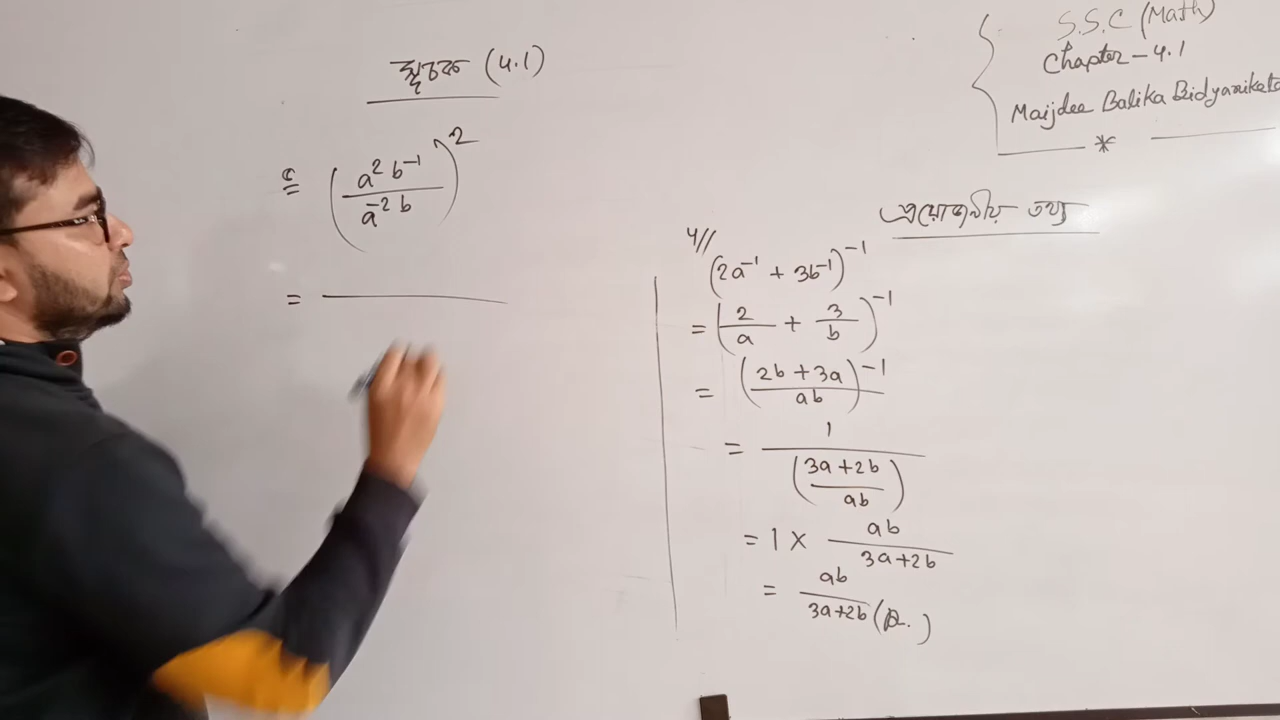 সূচক (4.1)
৫ (a² b⁻¹ / a⁻² b)²
=
S.S.C (Math)
Chapter - 4.1
Maijdee Balika Bidyaniketa
*
প্রয়োজনীয় তথ্য
4//
(2a⁻¹ + 3b⁻¹)⁻¹
= (2/a + 3/b)⁻¹
= ((2b + 3a)/ab)⁻¹
= 1/((3a+2b)/ab)
= 1 × ab/(3a+2b)
= ab/(3a+2b)